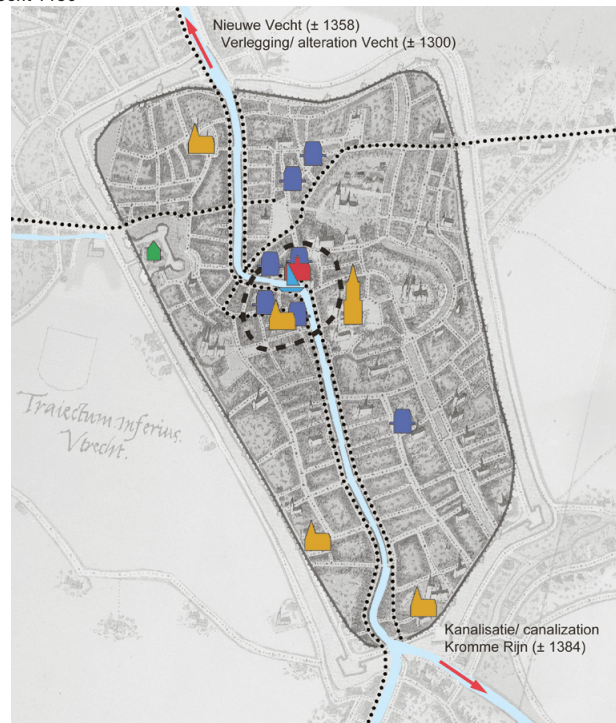 Nieuwe Vecht (± 1358)
Verlegging/ alteration Vecht (± 1300)
Traiectum inferius.
Vtrecht.
Kanalisatie/ canalization
Kromme Rijn (± 1384)